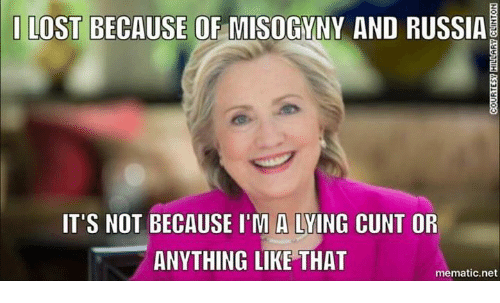 I LOST BECAUSE OF MISOGYNY AND RUSSIA
COURTESY HILLARY CLINTON
IT'S NOT BECAUSE I'M A LYING CUNT OR
ANYTHING LIKE THAT
mematic.net